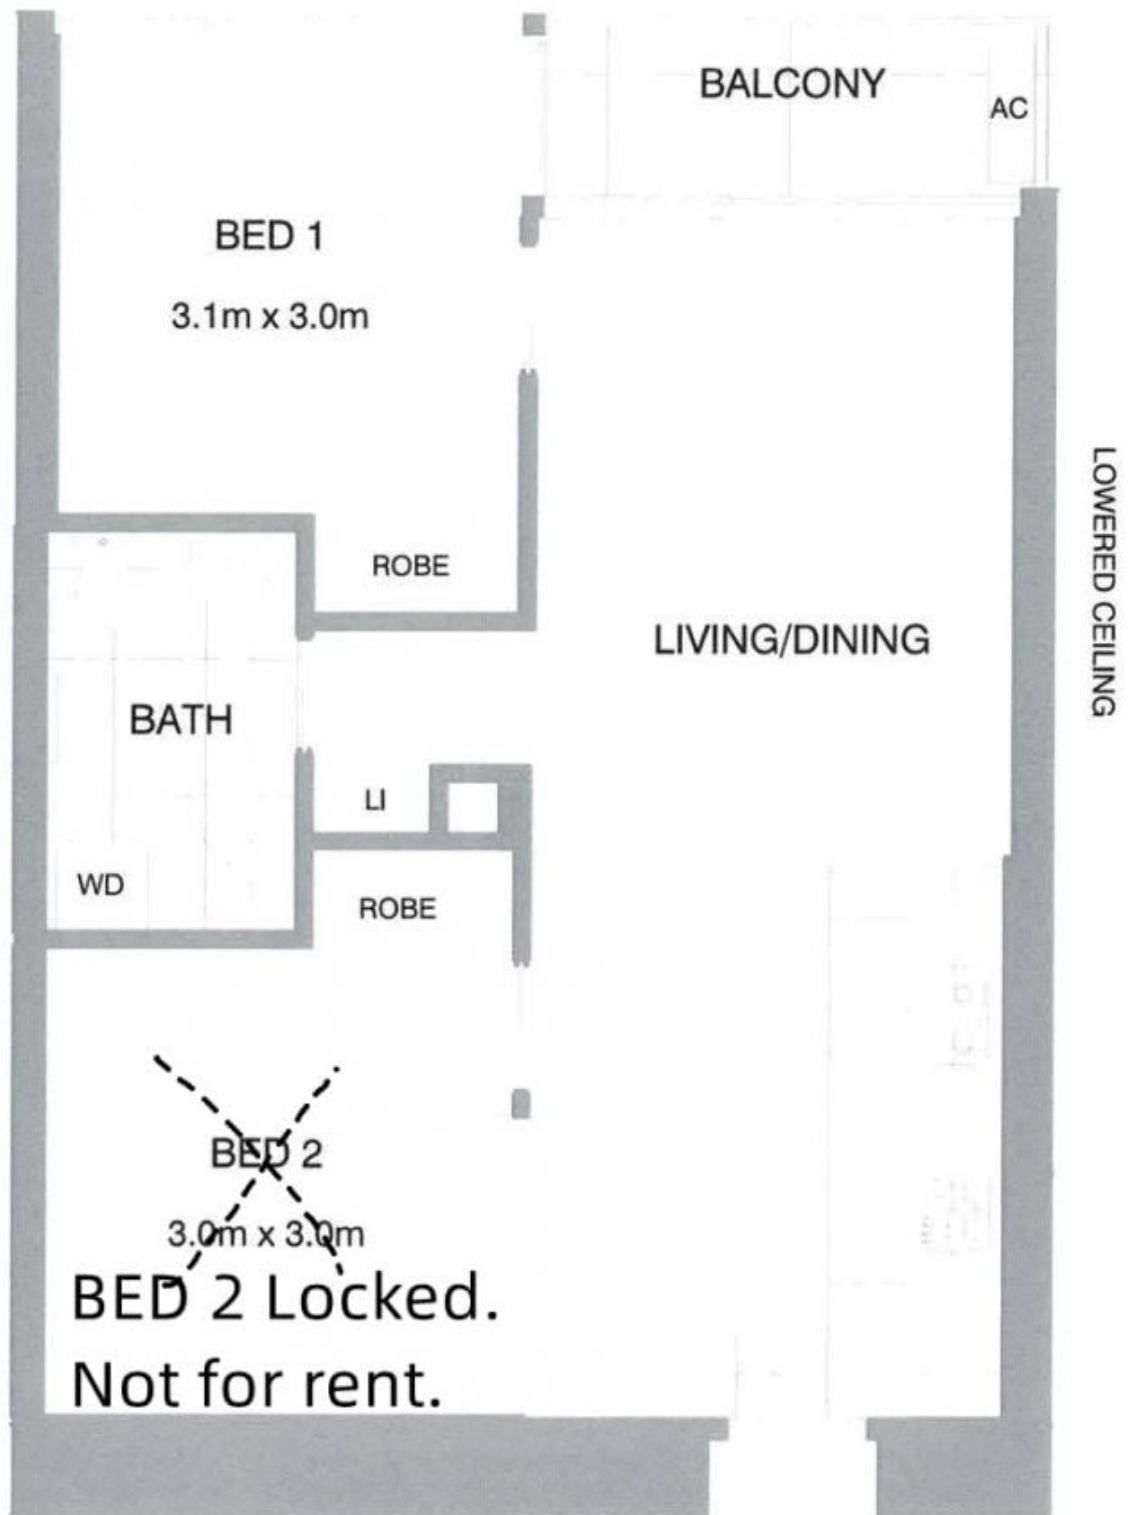 BALCONY
AC
BED 1
3.1m x 3.0m
ROBE
LIVING/DINING
LOWERED CEILING
BATH
LI
WD
ROBE
BED 2
3.0m x 3.0m
BED 2 Locked.
Not for rent.